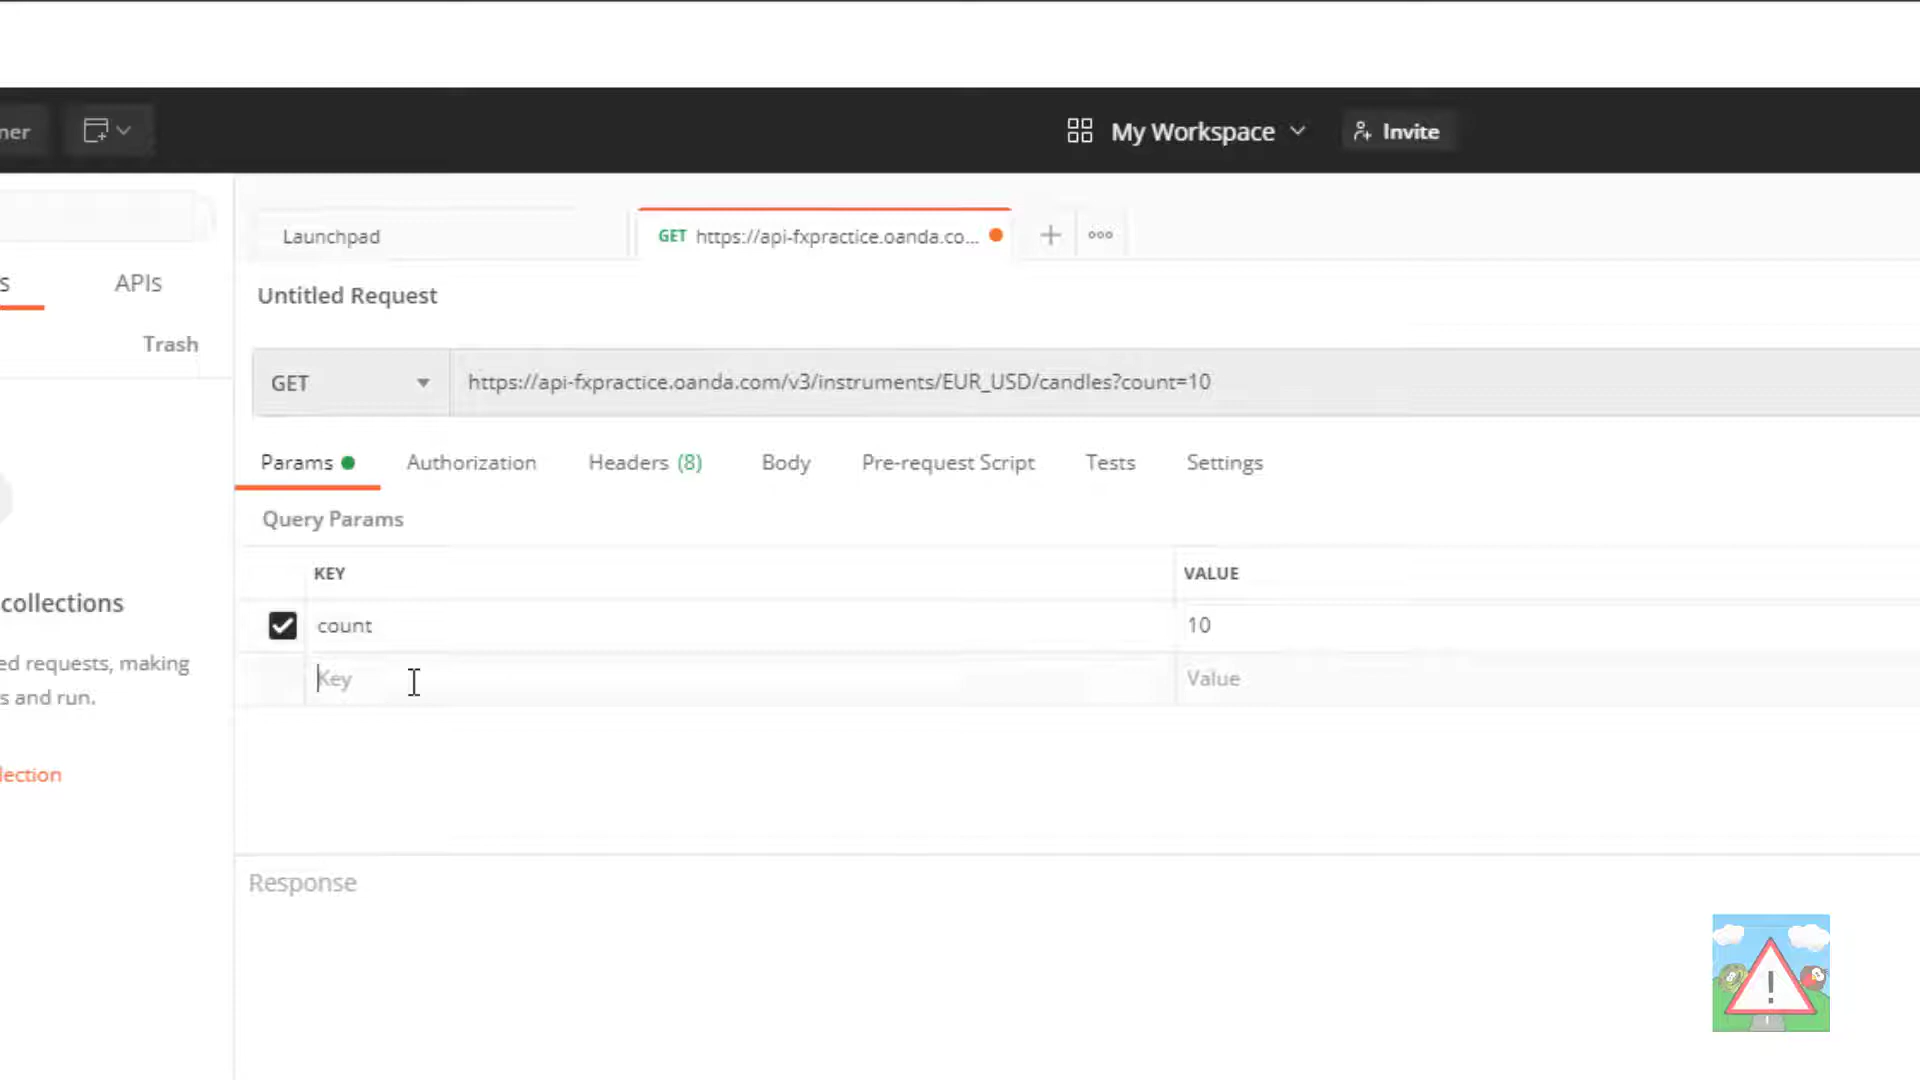 ner
My Workspace
Invite
Launchpad
GET https://api-fxpractice.oanda.co...
s
APIs
Untitled Request
Trash
GET
https://api-fxpractice.oanda.com/v3/instruments/EUR_USD/candles?count=10
Params
Authorization
Headers (8)
Body
Pre-request Script
Tests
Settings
Query Params
KEY
VALUE
collections
count
10
ed requests, making
Key
Value
s and run.
lection
Response
!